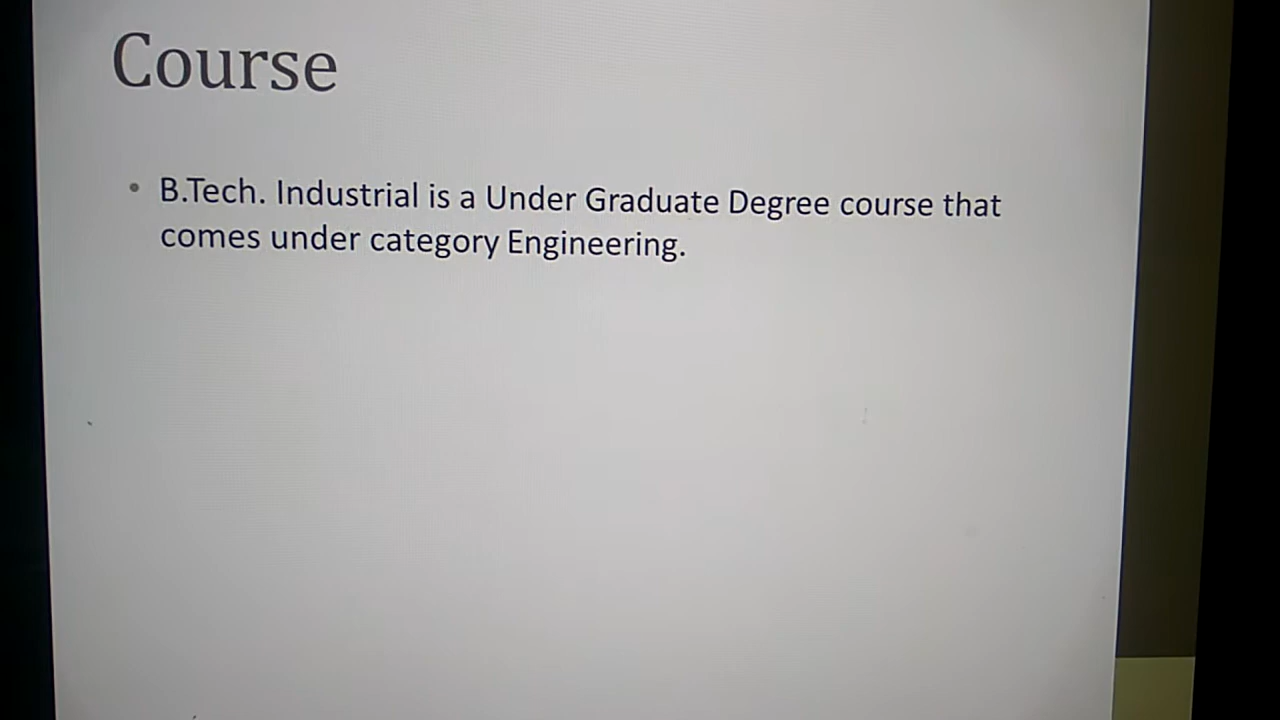 Course
• B.Tech. Industrial is a Under Graduate Degree course that
comes under category Engineering.